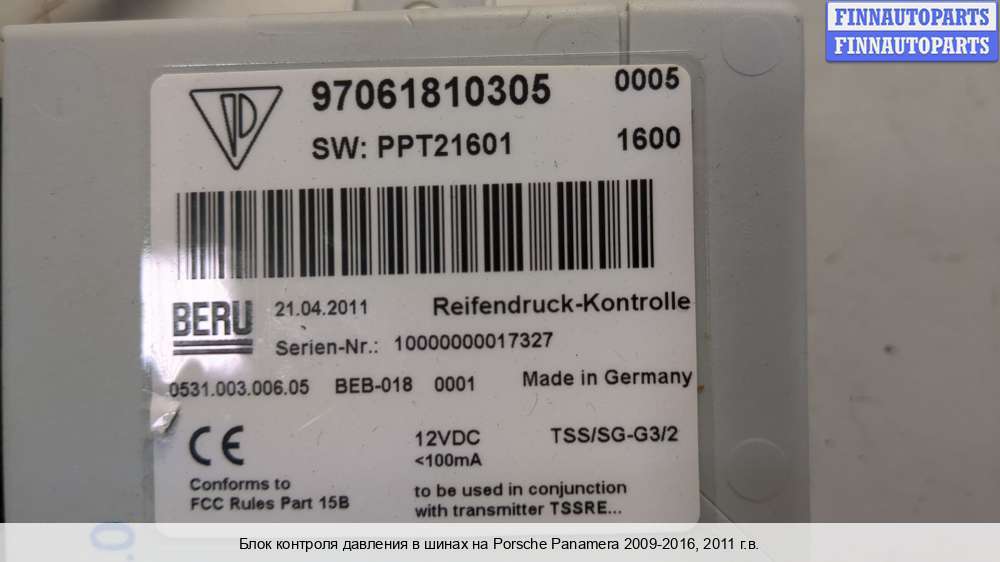 FINNAUTOPARTS
FINNAUTOPARTS
97061810305 0005
SW: PPT21601 1600
BERU 21.04.2011 Reifendruck-Kontrolle
Serien-Nr.: 10000000017327
0531.003.006.05 BEB-018 0001 Made in Germany
CE 12VDC TSS/SG-G3/2
<100mA
Conforms to
FCC Rules Part 15B
to be used in conjunction
with transmitter TSSRE...
Блок контроля давления в шинах на Porsche Panamera 2009-2016, 2011 г.в.